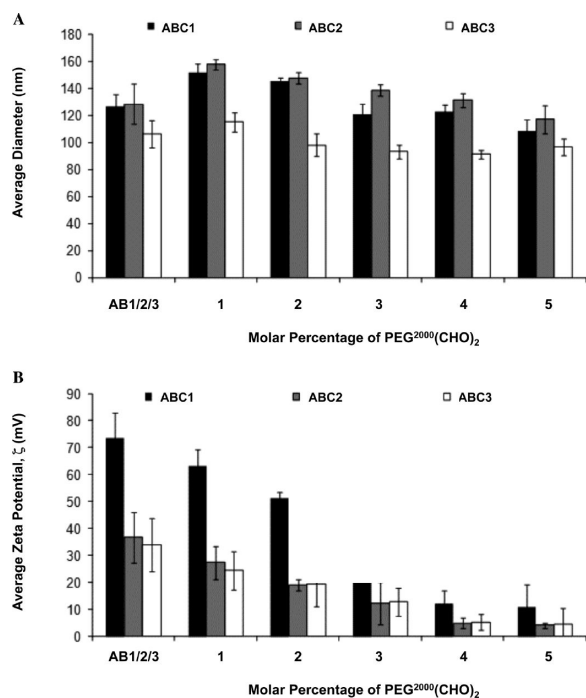 A
ABC1 ABC2 ABC3
Average Diameter (nm)
180
160
140
120
100
80
60
40
20
0
AB1/2/3 1 2 3 4 5
Molar Percentage of PEG²⁰⁰⁰(CHO)₂
B
ABC1 ABC2 ABC3
Average Zeta Potential, ζ (mV)
90
80
70
60
50
40
30
20
10
0
AB1/2/3 1 2 3 4 5
Molar Percentage of PEG²⁰⁰⁰(CHO)₂